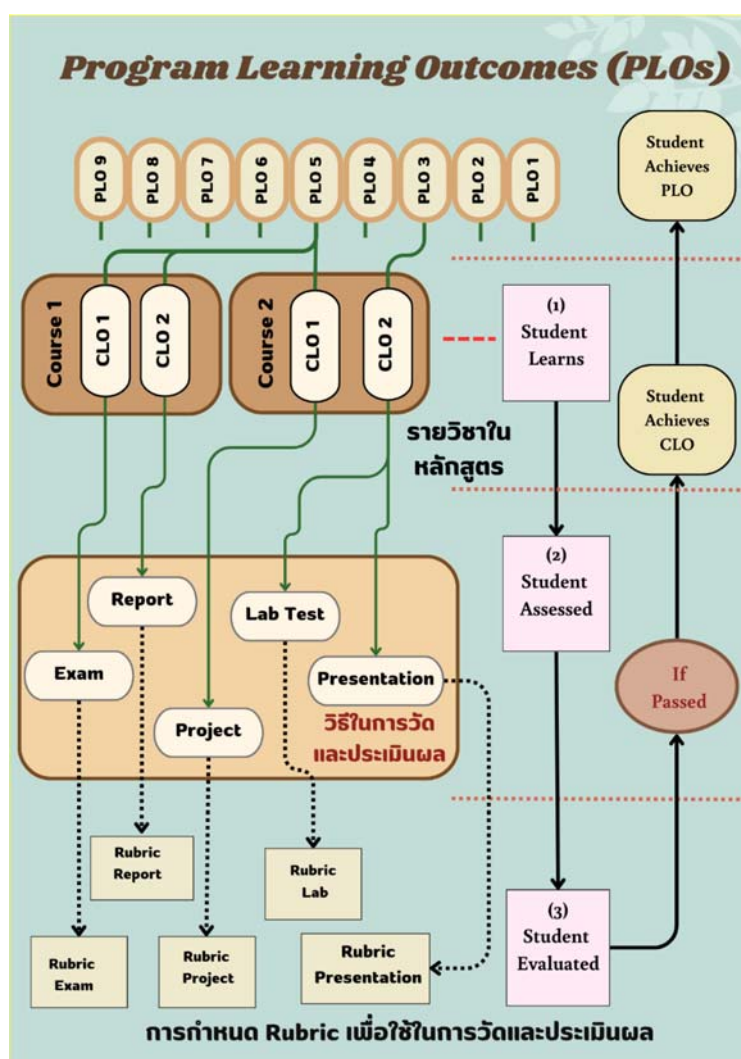 Program Learning Outcomes (PLOs)
PLO 9
PLO 8
PLO 7
PLO 6
PLO 5
PLO 4
PLO 3
PLO 2
PLO 1
Student
Achieves
PLO
Course 1
CLO 1
CLO 2
Course 2
CLO 1
CLO 2
(1)
Student
Learns
Student
Achieves
CLO
รายวิชาใน
หลักสูตร
(2)
Student
Assessed
Report
Lab Test
Exam
Presentation
Project
วิธีในการวัด
และประเมินผล
If
Passed
Rubric
Report
Rubric
Lab
Rubric
Exam
Rubric
Project
Rubric
Presentation
(3)
Student
Evaluated
การกำหนด Rubric เพื่อใช้ในการวัดและประเมินผล